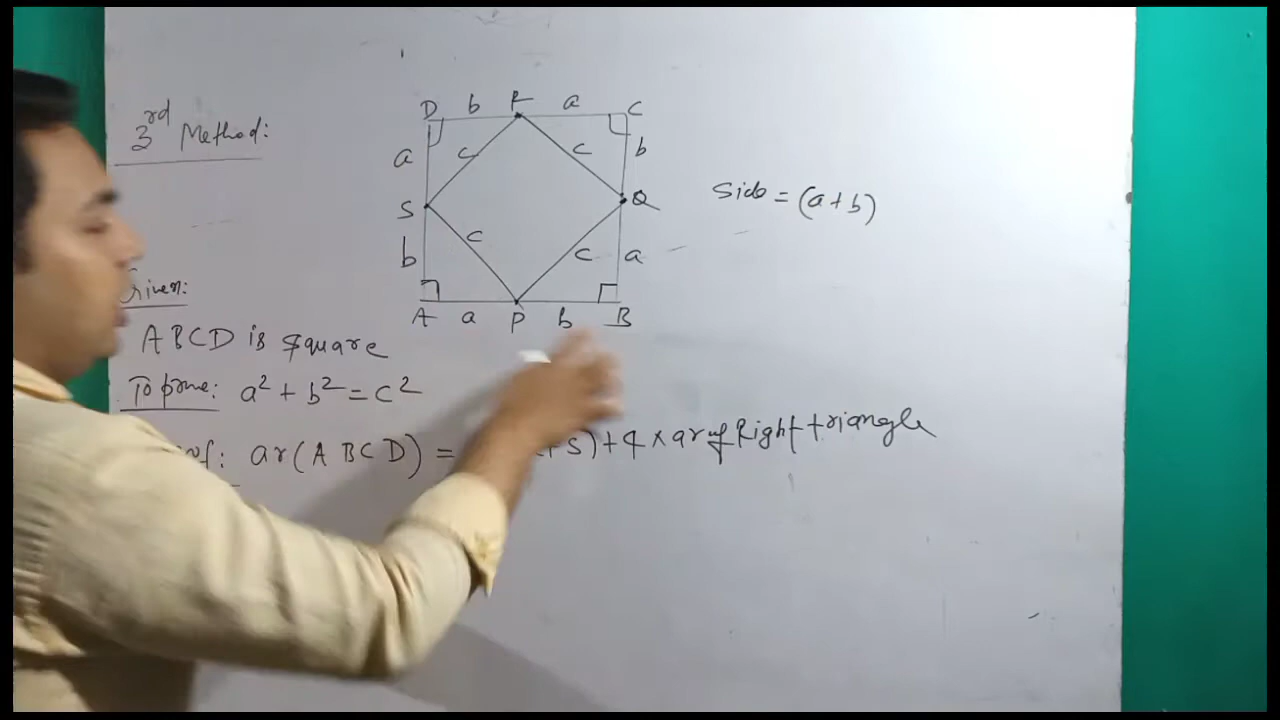 3rd Method:
D b R a C
a c c b
S Q
b c c a
A a P b B
Side = (a + b)
Given:
ABCD is square
To prove: a² + b² = c²
ar(ABCD) = S) + 4 × ar of Right triangle